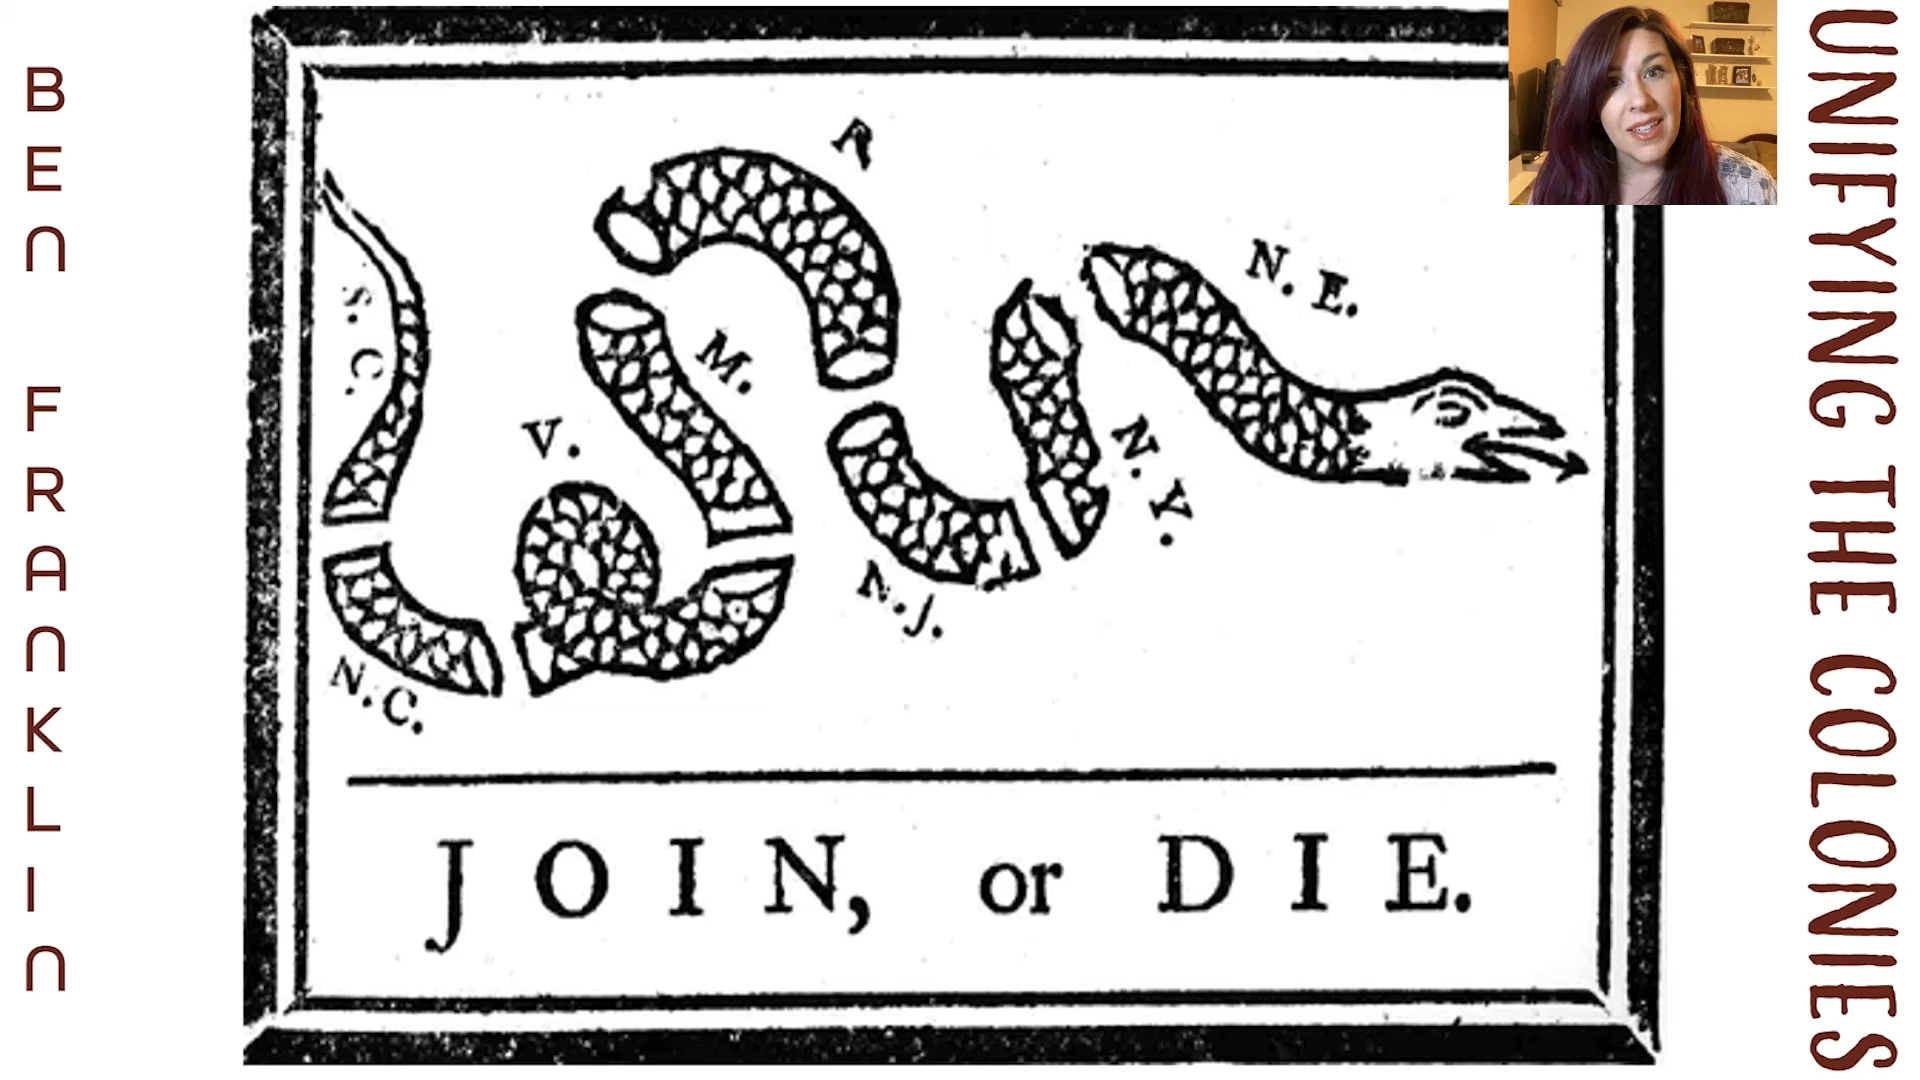 BEN FRANKLIN
UNIFYING THE COLONIES
S. C.
N. C.
V.
M.
R
N. J.
N. Y.
N. E.
JOIN, or DIE.